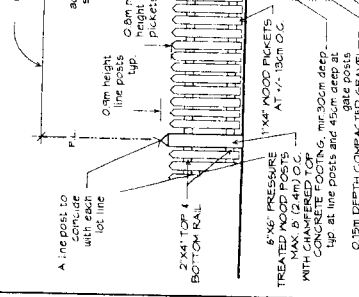 0.8m
height
pickets
0.9m height
line posts
typ.
P.L.
A line post to
coincide
with each
lot line
2"X4" TOP &
BOTTOM RAIL
1"X4" WOOD PICKETS
AT +/- 13cm O.C.
6"X6" PRESSURE
TREATED WOOD POSTS
MAX. 8' (2.4m) O.C.
WITH CHAMFERED TOP
CONCRETE FOOTING, min.30cm deep
typ. at line posts and 45cm deep at
gate posts
0.15m DEPTH COMPACTED GRAVEL